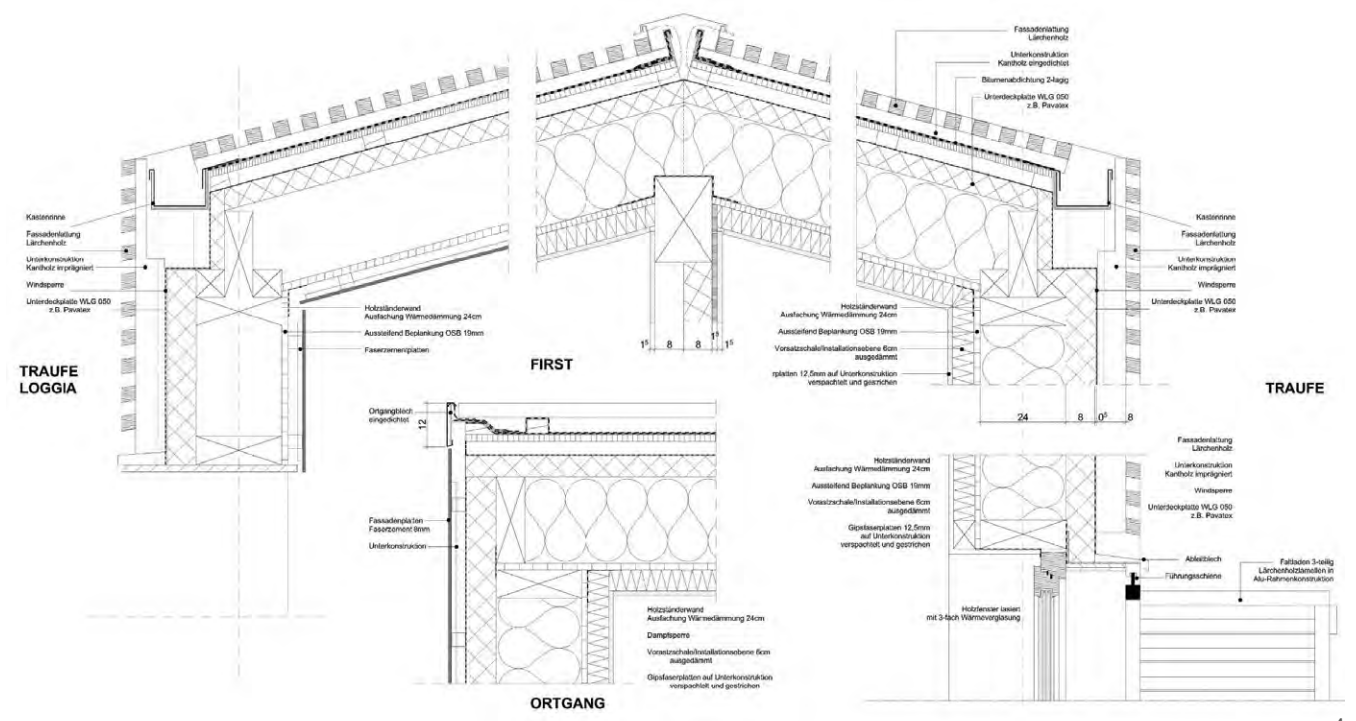 Fassadenlattung
Lärchenholz
Unterkonstruktion
Kantholz eingedichtet
Bitumenabdichtung 2-lagig
Unterdeckplatte WLG 050
z.B. Pavatex
Kastenrinne
Fassadenlattung
Lärchenholz
Unterkonstruktion
Kantholz imprägniert
Windsperre
Unterdeckplatte WLG 050
z.B. Pavatex
TRAUFE
LOGGIA
Holzständerwand
Ausfachung Wärmedämmung 24cm
Aussteifend Beplankung OSB 19mm
Faserzementplatten
FIRST
1⁵ 8 8 1⁵ 1⁵
Holzständerwand
Ausfachung Wärmedämmung 24cm
Aussteifend Beplankung OSB 19mm
Vorsatzschale/Installationsebene 6cm
ausgedämmt
rplatten 12,5mm auf Unterkonstruktion
verspachtelt und gestrichen
Kastenrinne
Fassadenlattung
Lärchenholz
Unterkonstruktion
Kantholz imprägniert
Windsperre
Unterdeckplatte WLG 050
z.B. Pavatex
TRAUFE
24 8 0⁵ 8
Ortgangblech
eingedichtet
12
Fassadenplatten
Faserzement 8mm
Unterkonstruktion
Holzständerwand
Ausfachung Wärmedämmung 24cm
Dampfsperre
Vorsatzschale/Installationsebene 6cm
ausgedämmt
Gipsfaserplatten auf Unterkonstruktion
verspachtelt und gestrichen
ORTGANG
Holzständerwand
Ausfachung Wärmedämmung 24cm
Aussteifend Beplankung OSB 19mm
Vorsatzschale/Installationsebene 6cm
ausgedämmt
Gipsfaserplatten 12,5mm
auf Unterkonstruktion
verspachtelt und gestrichen
Holzfenster lasiert
mit 3-fach Wärmeverglasung
Fassadenlattung
Lärchenholz
Unterkonstruktion
Kantholz imprägniert
Windsperre
Unterdeckplatte WLG 050
z.B. Pavatex
Ableitblech
Führungsschiene
Faltladen 3-teilig
Lärchenholzlamellen in
Alu-Rahmenkonstruktion